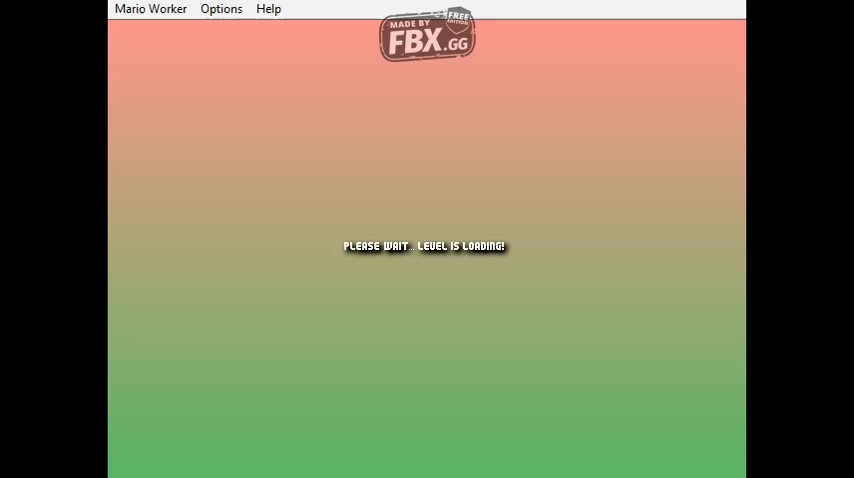 Mario Worker Options Help
MADE BY
FREE
EDITION
FBX.GG
PLEASE WAIT... LEVEL IS LOADING!